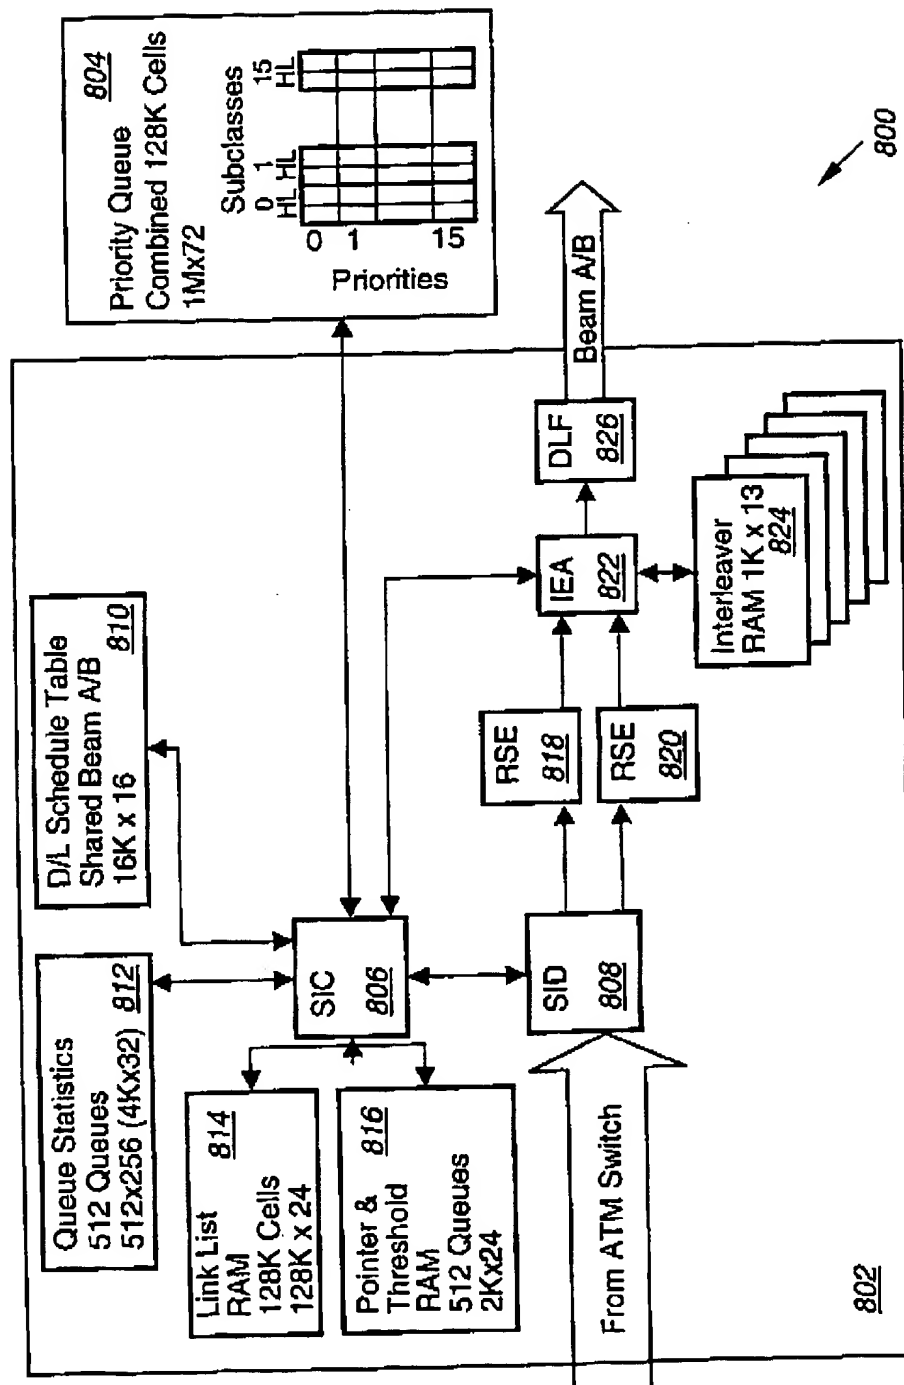 Queue Statistics
512 Queues
512x256 (4Kx32) 812
D/L Schedule Table
Shared Beam A/B
16K x 16 810
Priority Queue 804
Combined 128K Cells
1Mx72
Subclasses
0 1 15
HL HL HL
0
1
15
Priorities
Link List 814
RAM
128K Cells
128K x 24
Pointer & 816
Threshold
RAM
512 Queues
2Kx24
SIC
806
SID
808
RSE
818
RSE
820
IEA
822
DLF
826
Beam A/B
Interleaver
RAM 1K x 13
824
From ATM Switch
802
800